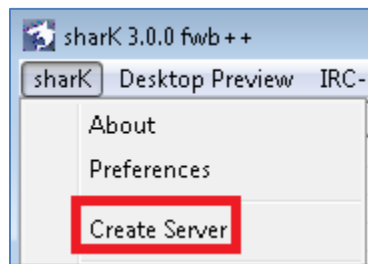 sharK 3.0.0 fwb++
sharK Desktop Preview IRC-
About
Preferences
Create Server